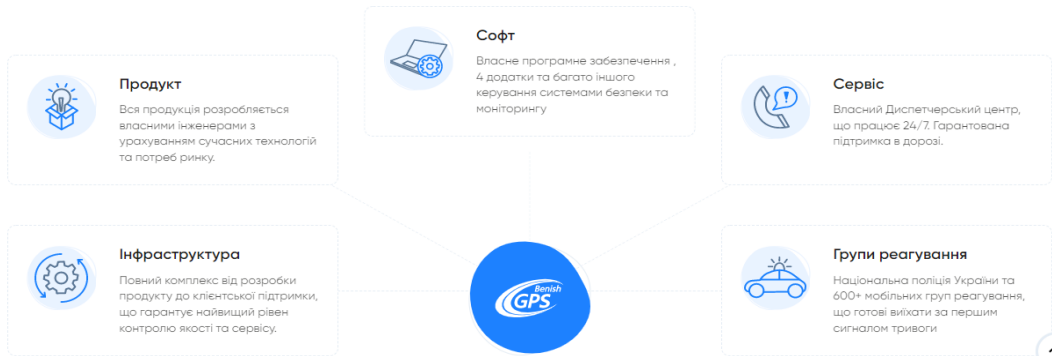 Софт
Власне програмне забезпечення ,
4 додатки та багато іншого
керування системами безпеки та
моніторингу
Продукт
Вся продукція розробляється
власними інженерами з
урахуванням сучасних технологій
та потреб ринку.
Сервіс
Власний Диспетчерський центр,
що працює 24/7. Гарантована
підтримка в дорозі.
Інфраструктура
Повний комплекс від розробки
продукту до клієнтської підтримки,
що гарантує найвищий рівен
контролю якості та сервісу.
Benish
GPS
Групи реагування
Національна поліція України та
600+ мобільних груп реагування,
що готові виїхати за першим
сигналом тривоги